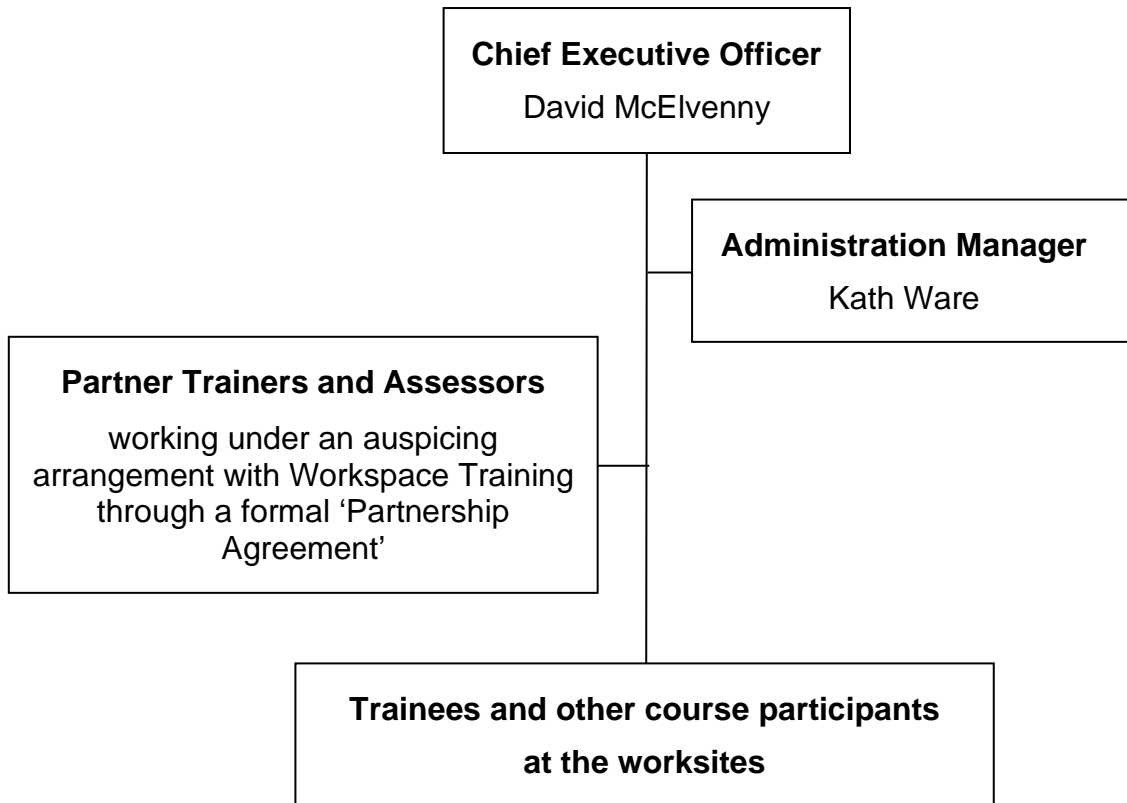 Chief Executive Officer
David McElvenny
Administration Manager
Kath Ware
Partner Trainers and Assessors
working under an auspicing
arrangement with Workspace Training
through a formal ‘Partnership
Agreement’
Trainees and other course participants
at the worksites